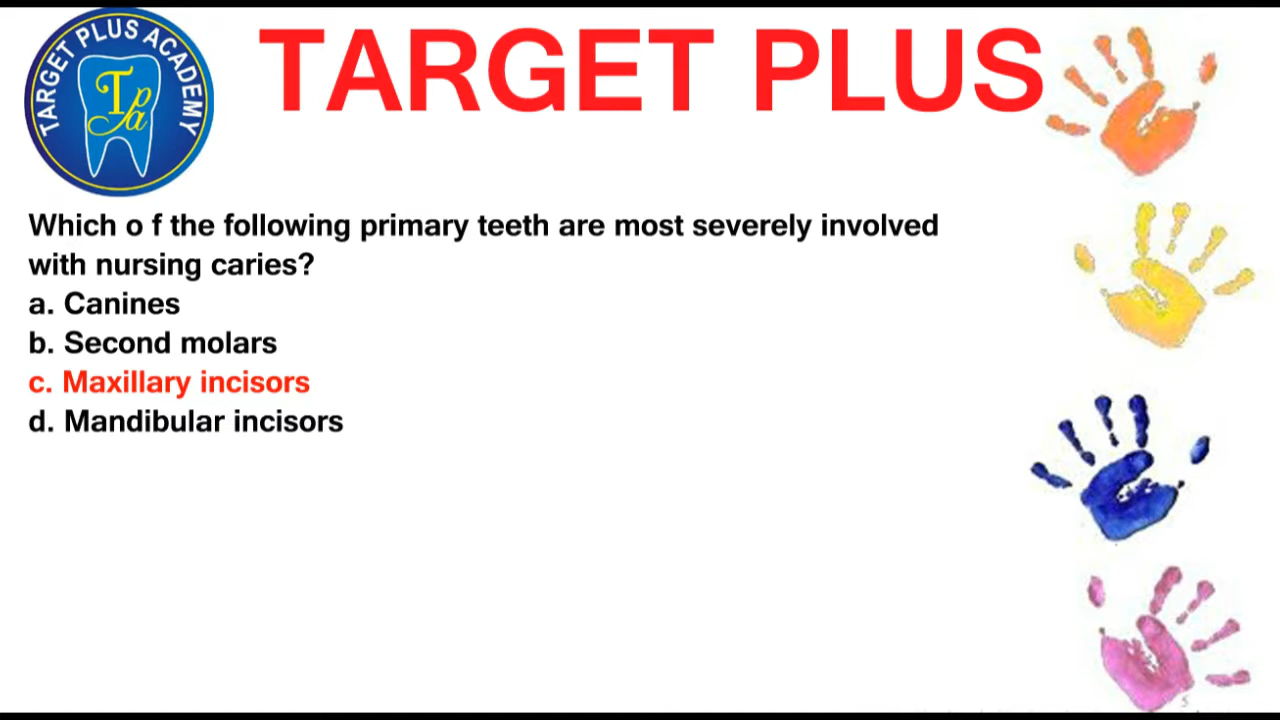 TARGET PLUS ACADEMY
Tpa
TARGET PLUS
Which o f the following primary teeth are most severely involved
with nursing caries?
a. Canines
b. Second molars
c. Maxillary incisors
d. Mandibular incisors